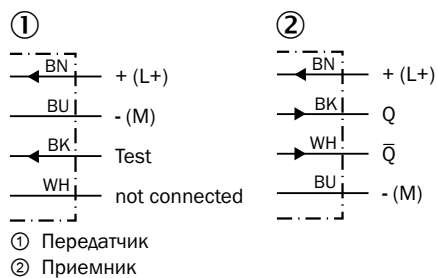 ① ②
BN + (L+)
BU - (M)
BK Test
WH not connected
BN + (L+)
BK Q
WH Q̅
BU - (M)
① Передатчик
② Приемник